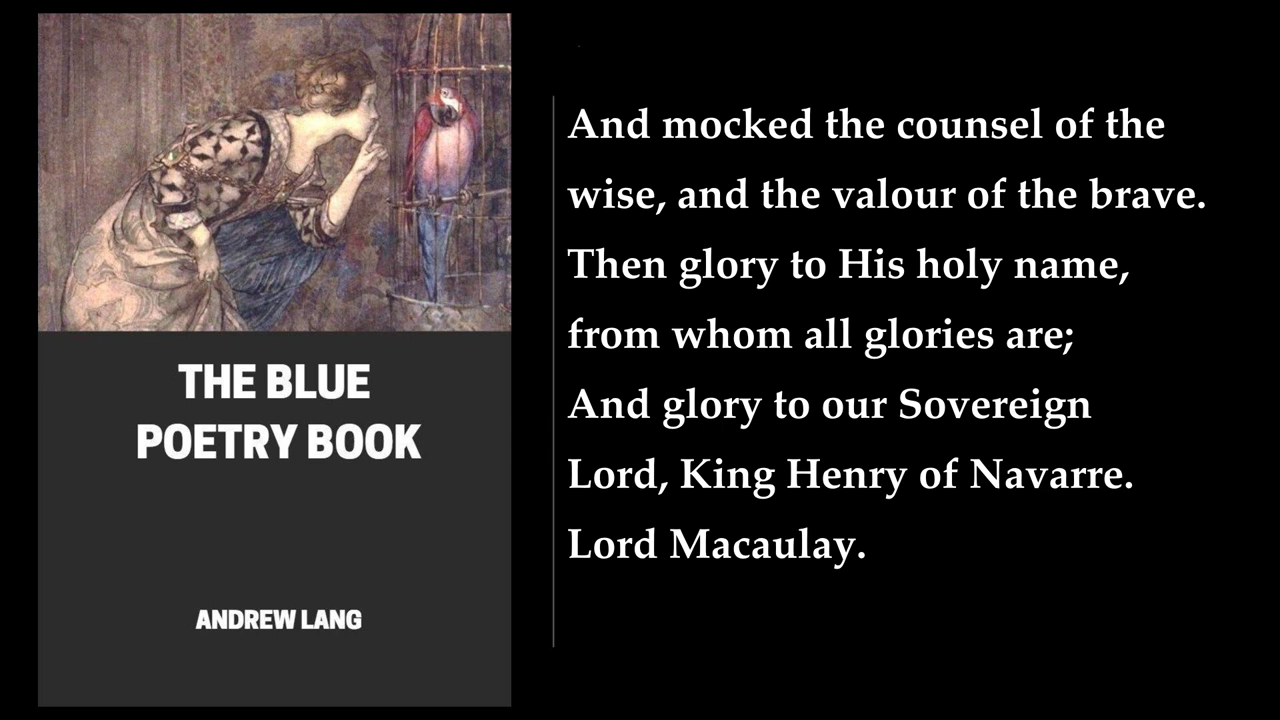 THE BLUE
POETRY BOOK
ANDREW LANG
And mocked the counsel of the
wise, and the valour of the brave.
Then glory to His holy name,
from whom all glories are;
And glory to our Sovereign
Lord, King Henry of Navarre.
Lord Macaulay.